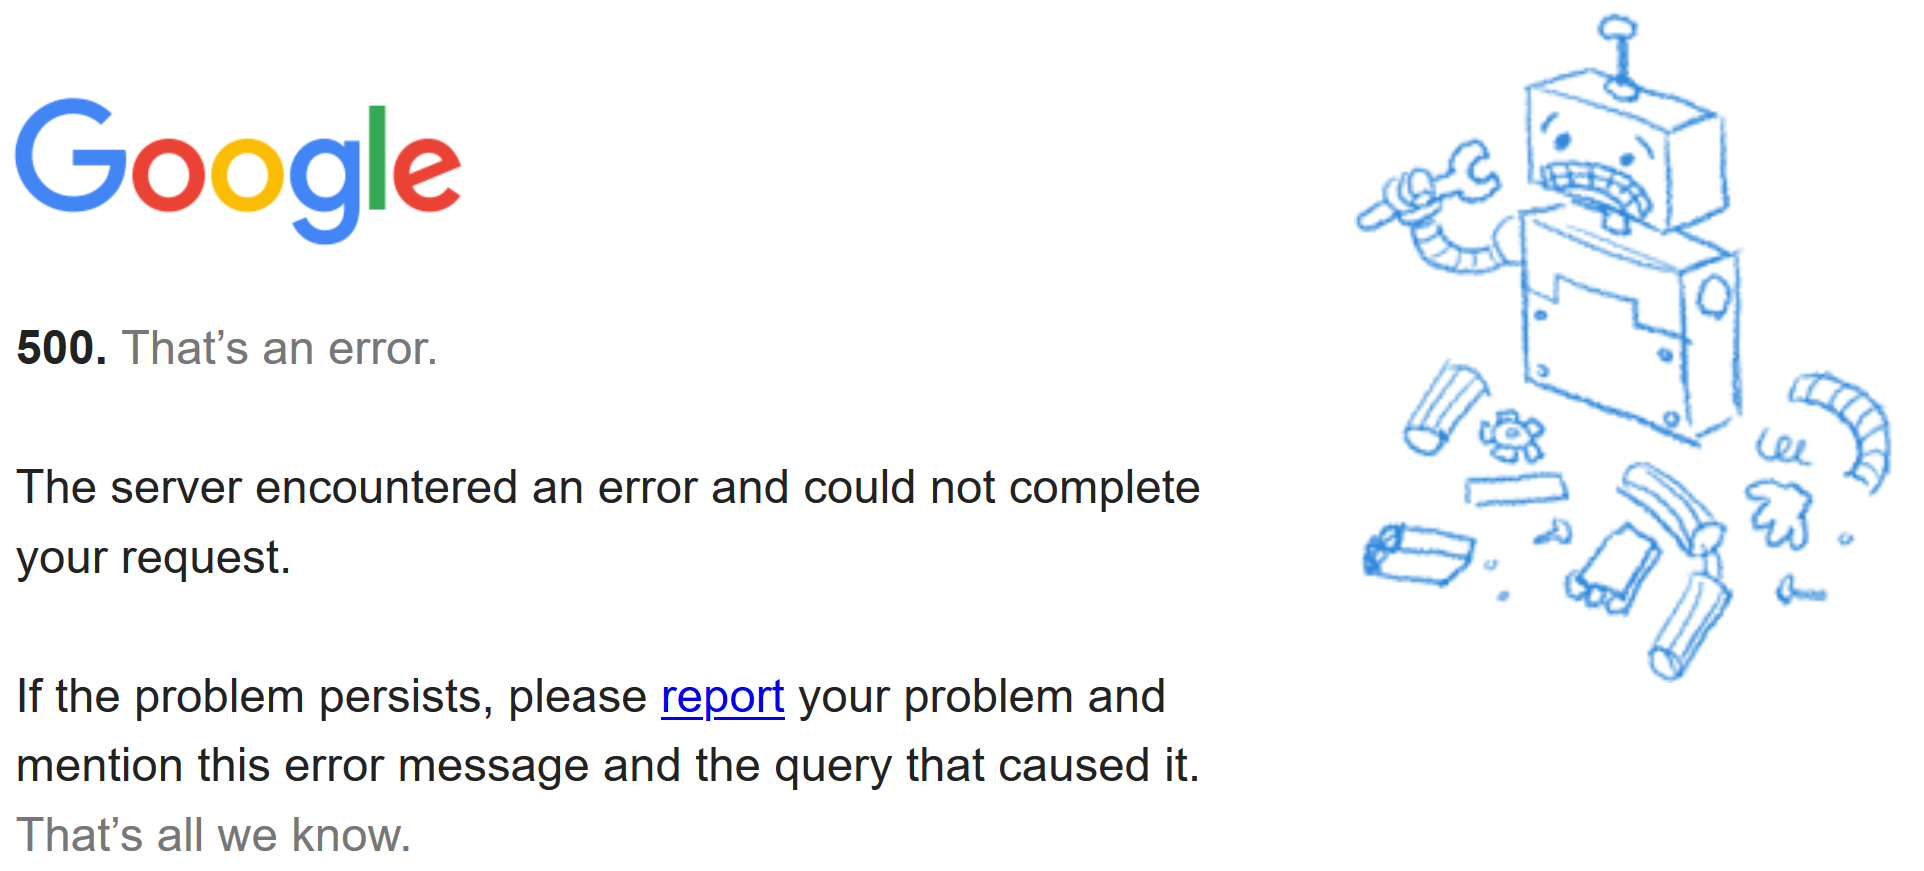 Google
500. That’s an error.
The server encountered an error and could not complete
your request.
If the problem persists, please report your problem and
mention this error message and the query that caused it.
That’s all we know.